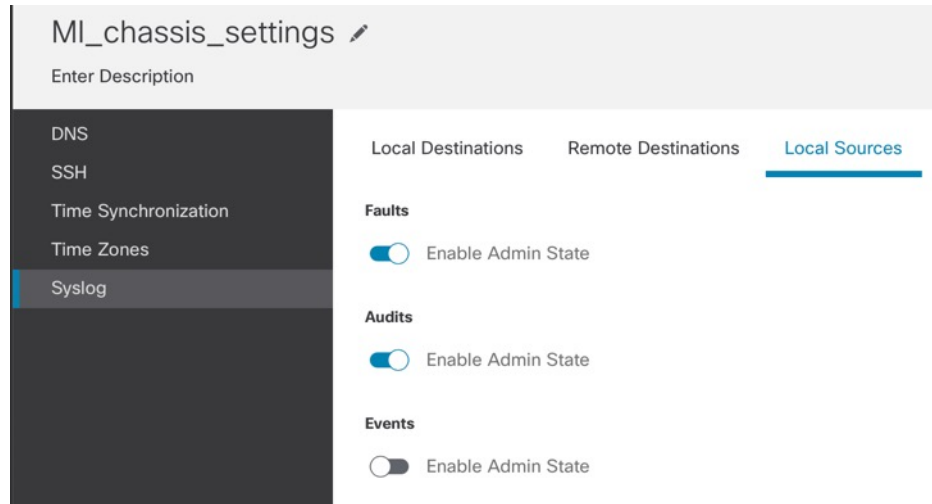 MI_chassis_settings
Enter Description
DNS
SSH
Time Synchronization
Time Zones
Syslog
Local Destinations Remote Destinations Local Sources
Faults
Enable Admin State
Audits
Enable Admin State
Events
Enable Admin State